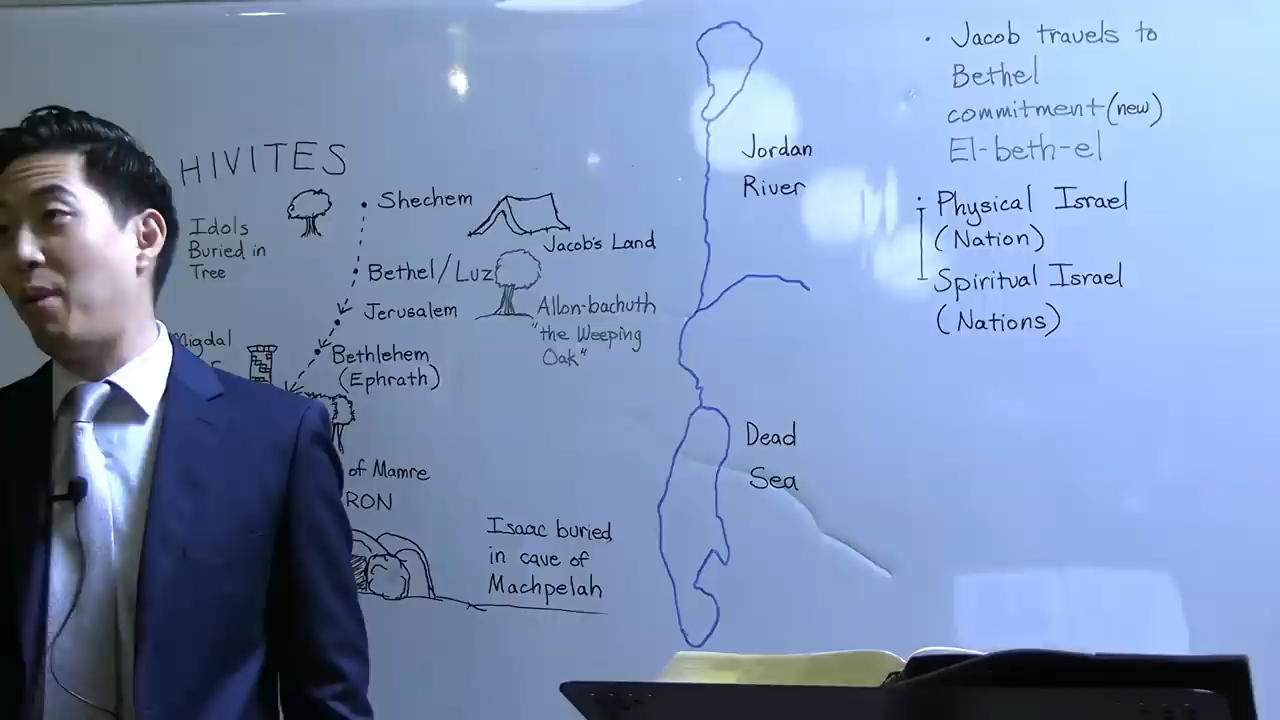 HIVITES
Idols
Buried in
Tree
Shechem
Jacob's Land
Bethel/Luz
Allon-bachuth
"the Weeping
Oak"
Jerusalem
Migdal
Bethlehem
(Ephrath)
of Mamre
RON
Isaac buried
in cave of
Machpelah
Jordan
River
Dead
Sea
• Jacob travels to
Bethel
commitment (new)
El-beth-el
• Physical Israel
(Nation)
Spiritual Israel
(Nations)